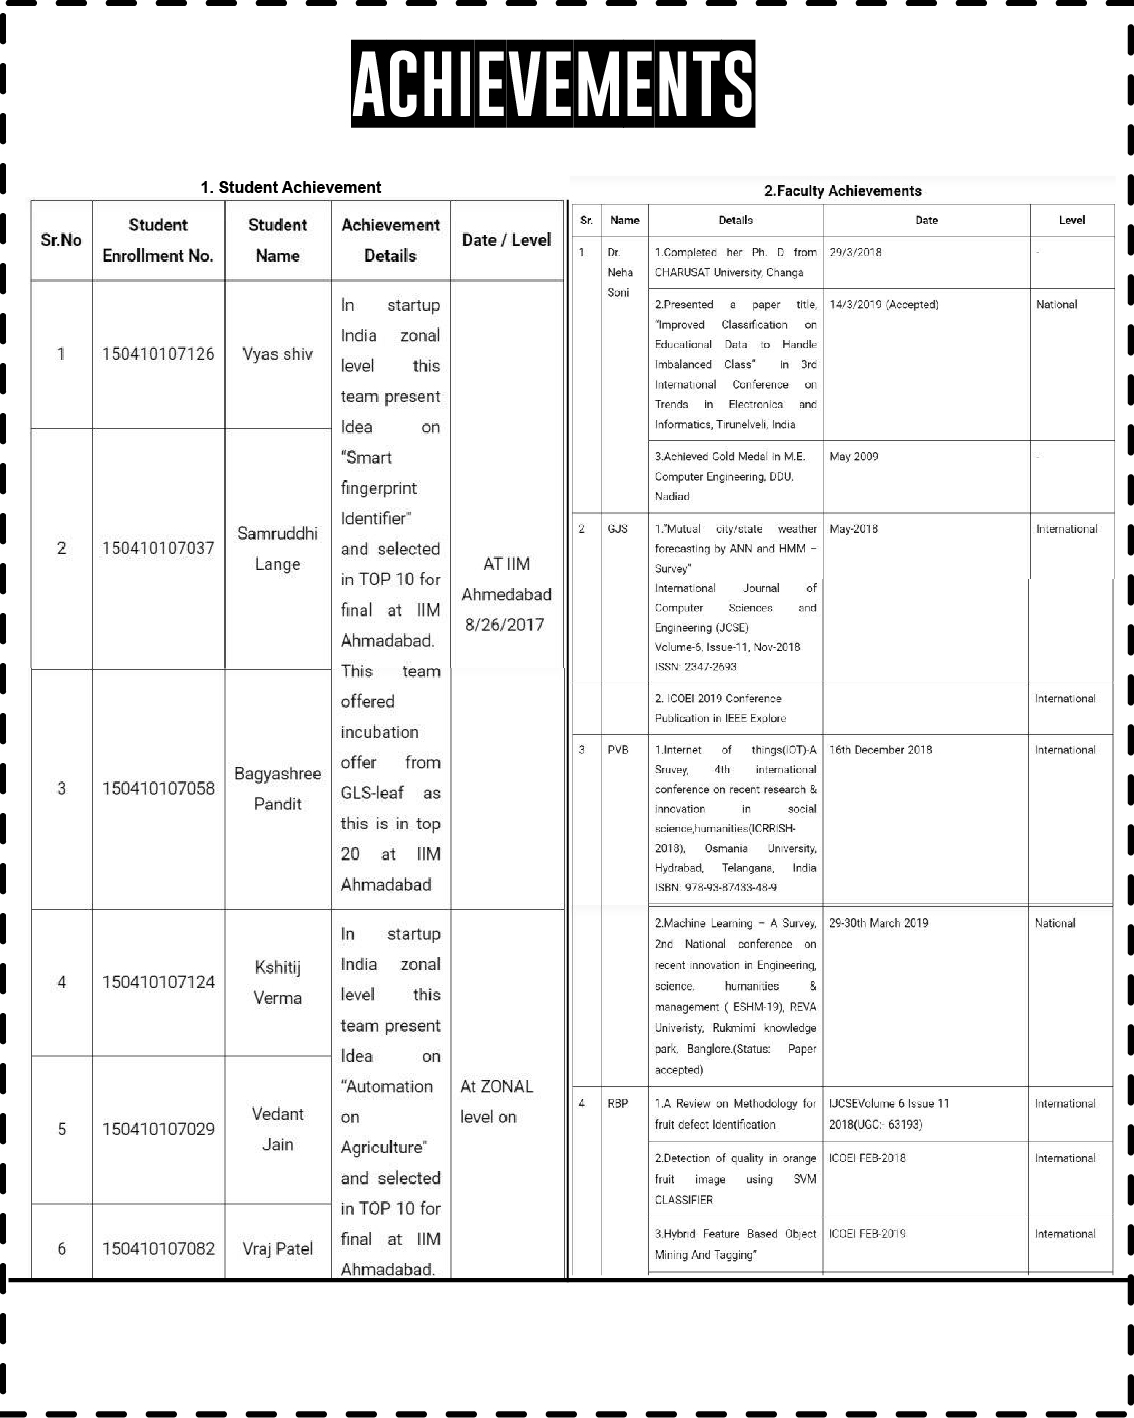 ACHIEVEMENTS
1. Student Achievement
Sr.No
Student
Enrollment No.
Student
Name
Achievement
Details
Date / Level
1
150410107126
Vyas shiv
In startup
India zonal
level this
team present
Idea on
“Smart
fingerprint
Identifier"
and selected
in TOP 10 for
final at IIM
Ahmadabad.
This team
offered
incubation
offer from
GLS-leaf as
this is in top
20 at IIM
Ahmadabad
AT IIM
Ahmedabad
8/26/2017
2
150410107037
Samruddhi
Lange
3
150410107058
Bagyashree
Pandit
4
150410107124
Kshitij
Verma
In startup
India zonal
level this
team present
Idea on
“Automation
on
Agriculture"
and selected
in TOP 10 for
final at IIM
Ahmadabad.
At ZONAL
level on
5
150410107029
Vedant
Jain
6
150410107082
Vraj Patel
2.Faculty Achievements
Sr. Name Details Date Level
1
Dr.
Neha
Soni
1.Completed her Ph. D from
CHARUSAT University, Changa
29/3/2018
-
2.Presented a paper title,
"Improved Classification on
Educational Data to Handle
Imbalanced Class" In 3rd
International Conference on
Trends in Electronics and
Informatics, Tirunelveli, India
14/3/2019 (Accepted)
National
3.Achieved Gold Medal in M.E.
Computer Engineering, DDU,
Nadiad
May 2009
-
2
GJS
1."Mutual city/state weather
forecasting by ANN and HMM –
Survey"
International Journal of
Computer Sciences and
Engineering (JCSE)
Volume-6, Issue-11, Nov-2018
ISSN: 2347-2693
May-2018
International
2. ICOEI 2019 Conference
Publication in IEEE Explore
International
3
PVB
1.Internet of things(IOT)-A
Sruvey, 4th international
conference on recent research &
innovation in social
science,humanities(ICRRISH-
2018), Osmania University,
Hydrabad, Telangana, India
ISBN: 978-93-87433-48-9
16th December 2018
International
2.Machine Learning – A Survey,
2nd National conference on
recent innovation in Engineering,
science, humanities &
management ( ESHM-19), REVA
Univeristy, Rukmimi knowledge
park, Banglore.(Status: Paper
accepted)
29-30th March 2019
National
4
RBP
1.A Review on Methodology for
fruit defect Identification
IJCSEVolume 6 Issue 11
2018(UGC:- 63193)
International
2.Detection of quality in orange
fruit image using SVM
CLASSIFIER
ICOEI FEB-2018
International
3.Hybrid Feature Based Object
Mining And Tagging”
ICOEI FEB-2019
International